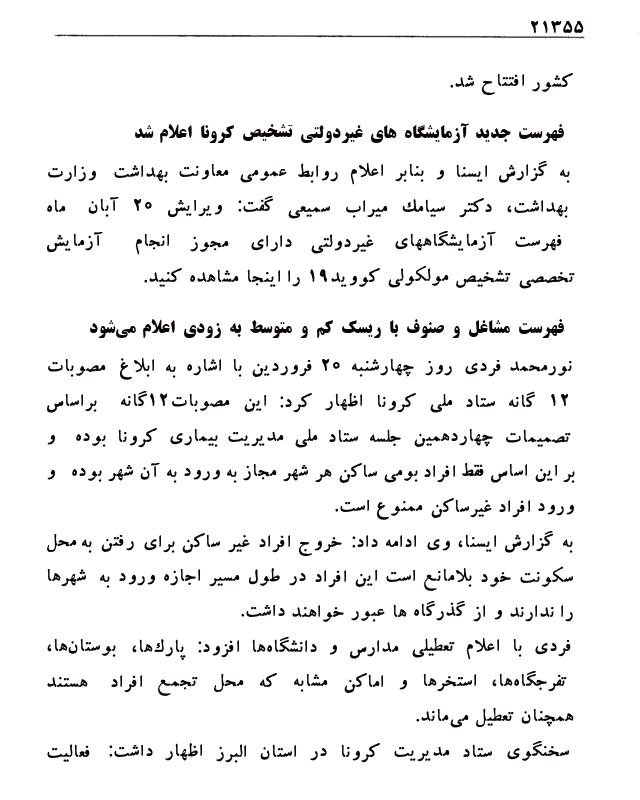 ۲۱۳۵۵
کشور افتتاح شد.
فهرست جدید آزمایشگاه های غیردولتی تشخیص کرونا اعلام شد
به گزارش ایسنا و بنابر اعلام روابط عمومی معاونت بهداشت وزارت
بهداشت، دکتر سیامك میراب سمیعی گفت: ویرایش ۲۵ آبان ماه
فهرست آزمایشگاههای غیردولتی دارای مجوز انجام آزمایش
تخصصی تشخیص مولکولی کووید۱۹ را اینجا مشاهده کنید.
فهرست مشاغل و صنوف با ریسک کم و متوسط به زودی اعلام می‌شود
نورمحمد فردی روز چهارشنبه ۲۵ فروردین با اشاره به ابلاغ مصوبات
۱۲ گانه ستاد ملی کرونا اظهار کرد: این مصوبات۱۲گانه براساس
تصمیمات چهاردهمین جلسه ستاد ملی مدیریت بیماری کرونا بوده و
بر این اساس فقط افراد بومی ساکن هر شهر مجاز به ورود به آن شهر بوده و
ورود افراد غیرساکن ممنوع است.
به گزارش ایسنا، وی ادامه داد: خروج افراد غیر ساکن برای رفتن به محل
سکونت خود بلامانع است این افراد در طول مسیر اجازه ورود به شهرها
را ندارند و از گذرگاه ها عبور خواهند داشت.
فردی با اعلام تعطیلی مدارس و دانشگاه‌ها افزود: پارك‌ها، بوستان‌ها،
تفرجگاه‌ها، استخرها و اماکن مشابه که محل تجمع افراد هستند
همچنان تعطیل می‌ماند.
سخنگوی ستاد مدیریت کرونا در استان البرز اظهار داشت: فعالیت